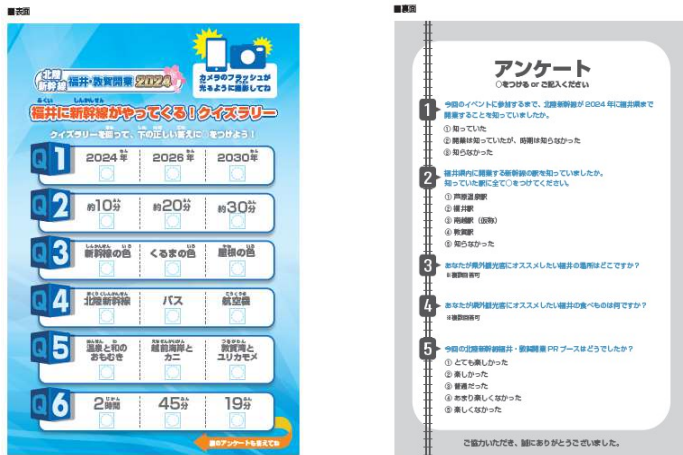 ■表面
北陸新幹線 福井・敦賀開業 2024
カメラのフラッシュが
光るように撮影してね
福井に新幹線がやってくる！クイズラリー
クイズラリーを回って、下の正しい答えに○をつけよう！
Q1 2024年 2026年 2030年
Q2 約10分 約20分 約30分
Q3 新幹線の色 くるまの色 屋根の色
Q4 北陸新幹線 バス 航空機
Q5 温泉と和のおもむき 越前海岸とカニ 敦賀湾とユリカモメ
Q6 2時間 45分 19分
裏のアンケートも答えてね
■裏面
アンケート
○をつける or ご記入ください
1 今回のイベントに参加するまで、北陸新幹線が 2024 年に福井県まで
開業することを知っていましたか。
① 知っていた
② 開業は知っていたが、時期は知らなかった
③ 知らなかった
2 福井県内に開業する新幹線の駅を知っていましたか。
知っていた駅に全て○をつけてください。
① 芦原温泉駅
② 福井駅
③ 南越駅（仮称）
④ 敦賀駅
⑤ 知らなかった
3 あなたが県外観光客にオススメしたい福井の場所はどこですか？
※複数回答可
4 あなたが県外観光客にオススメしたい福井の食べものは何ですか？
※複数回答可
5 今回の北陸新幹線福井・敦賀開業 PR ブースはどうでしたか？
① とても楽しかった
② 楽しかった
③ 普通だった
④ あまり楽しくなかった
⑤ 楽しくなかった
ご協力いただき、誠にありがとうございました。